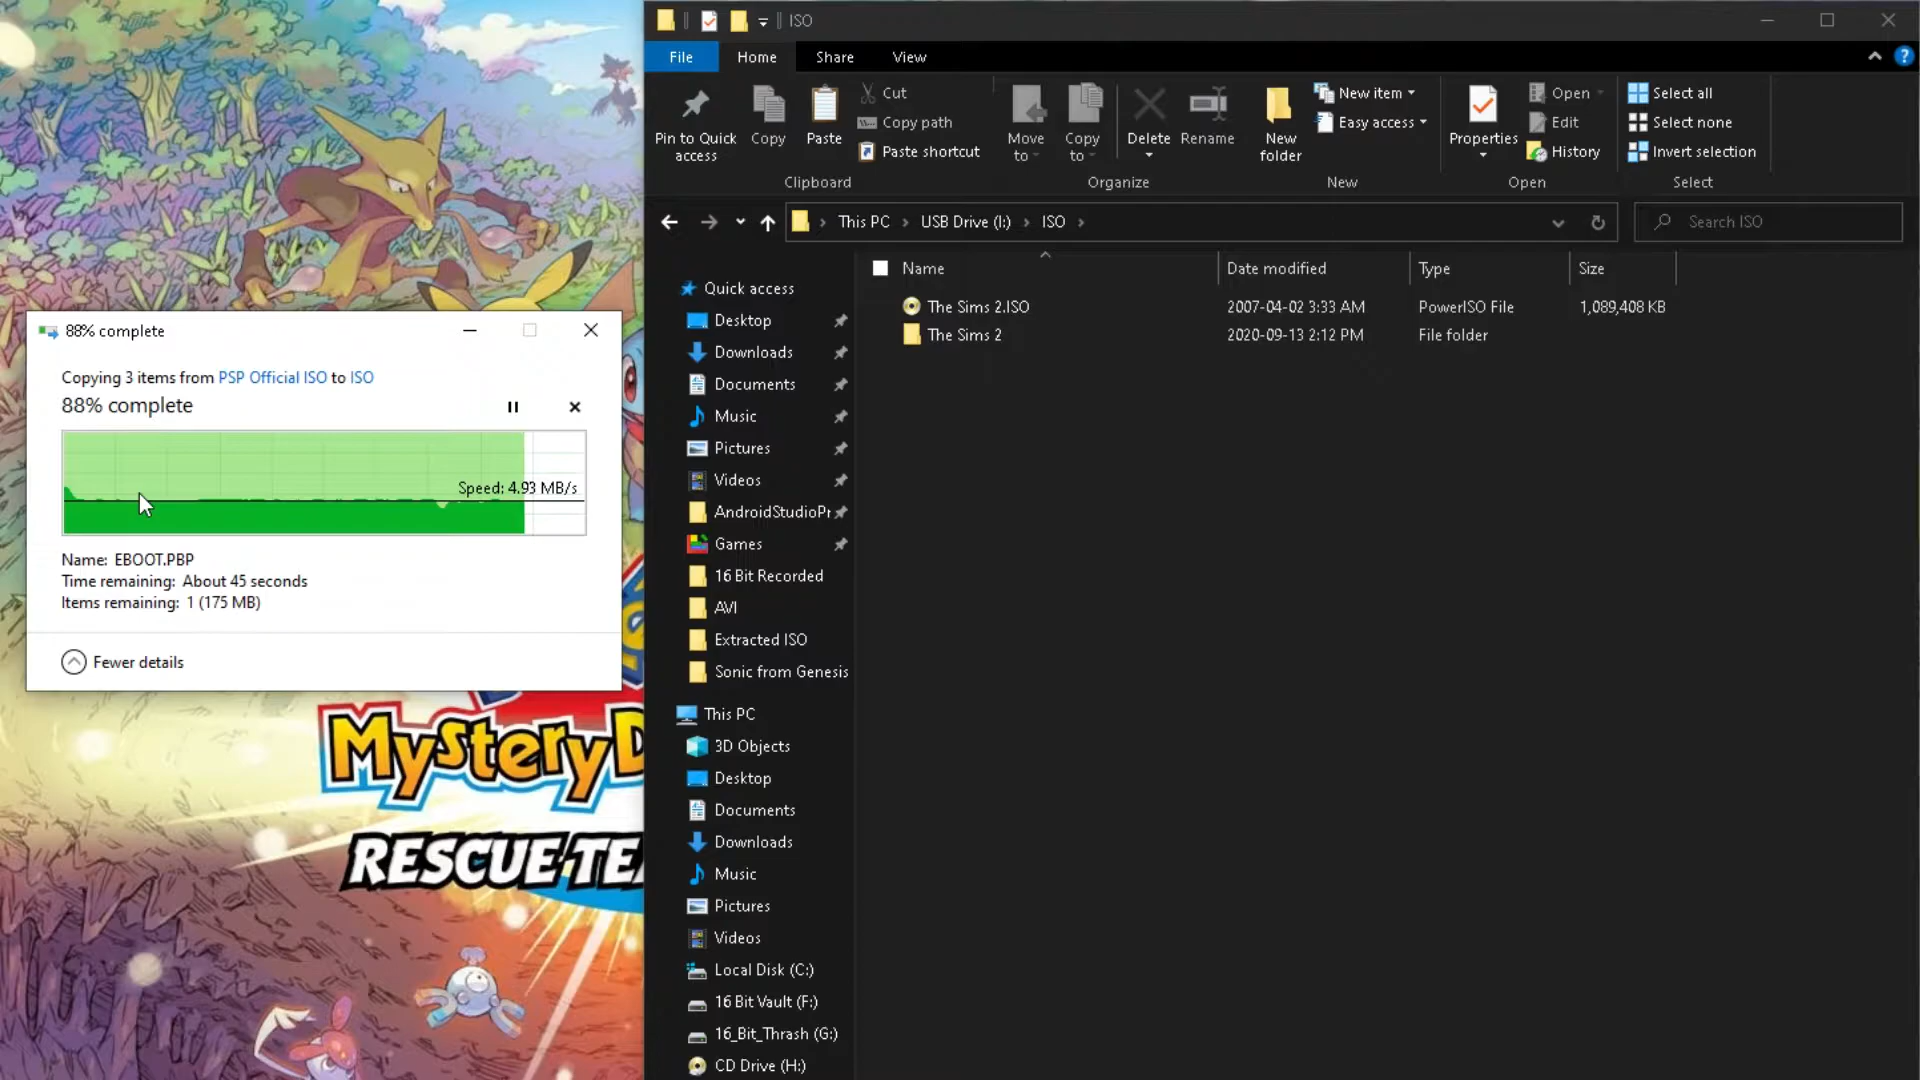 88% complete
Copying 3 items from PSP Official ISO to ISO
88% complete
Speed: 4.93 MB/s
Name: EBOOT.PBP
Time remaining: About 45 seconds
Items remaining: 1 (175 MB)
Fewer details
Mystery D
RESCUE TEA
ISO
File Home Share View
Pin to Quick access
Copy
Paste
Cut
Copy path
Paste shortcut
Clipboard
Move to
Copy to
Delete
Rename
Organize
New folder
New item
Easy access
New
Properties
Open
Edit
History
Open
Select all
Select none
Invert selection
Select
This PC > USB Drive (I:) > ISO >
Search ISO
Name Date modified Type Size
The Sims 2.ISO 2007-04-02 3:33 AM PowerISO File 1,089,408 KB
The Sims 2 2020-09-13 2:12 PM File folder
Quick access
Desktop
Downloads
Documents
Music
Pictures
Videos
AndroidStudioPr
Games
16 Bit Recorded
AVI
Extracted ISO
Sonic from Genesis
This PC
3D Objects
Desktop
Documents
Downloads
Music
Pictures
Videos
Local Disk (C:)
16 Bit Vault (F:)
16_Bit_Thrash (G:)
CD Drive (H:)